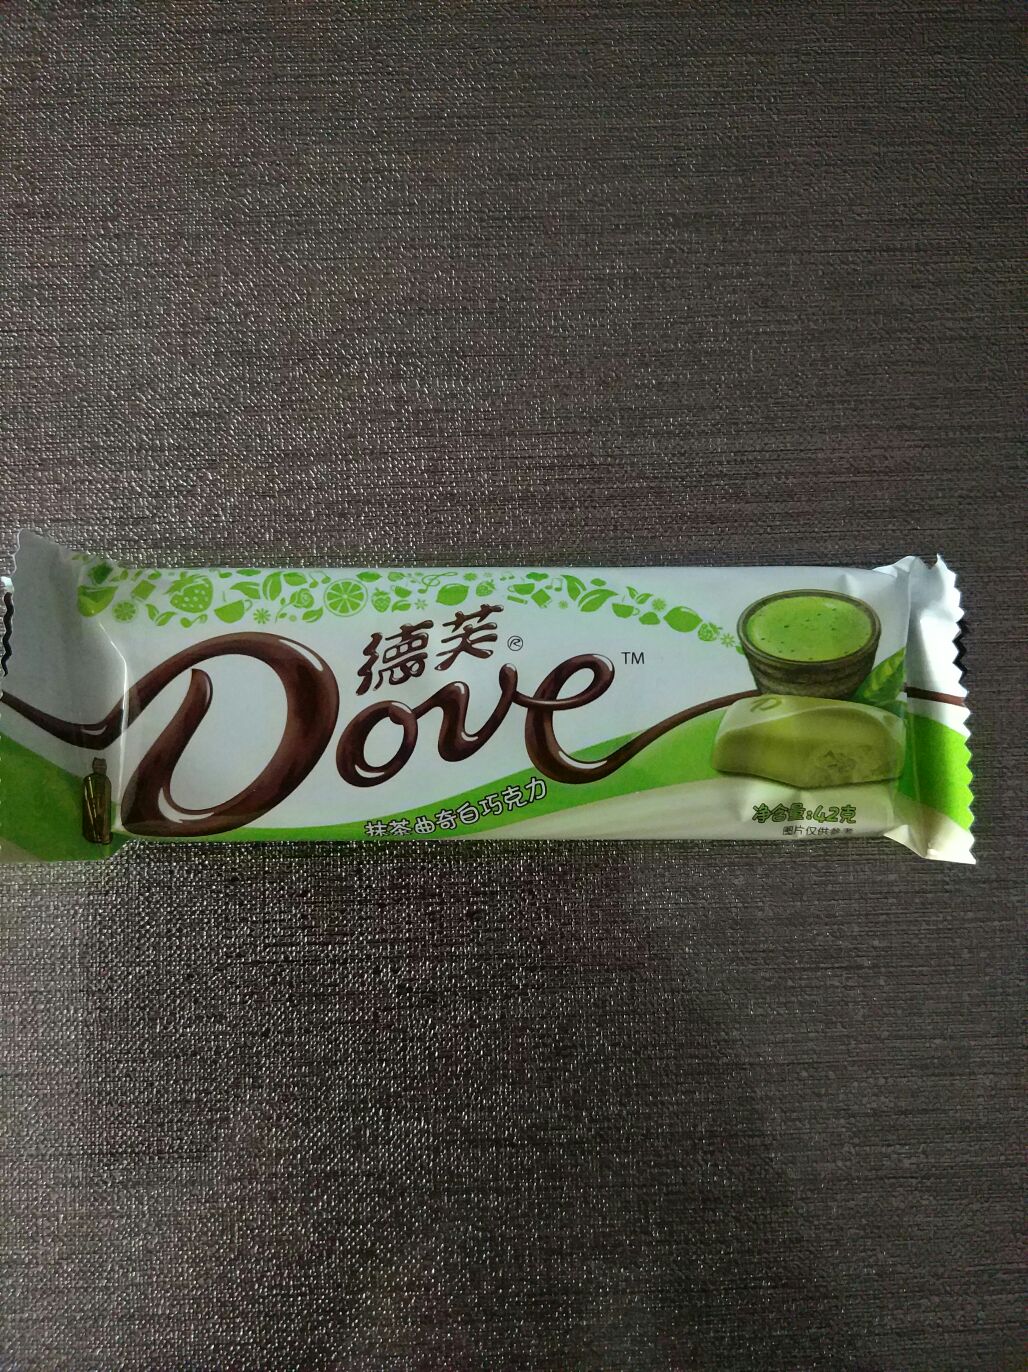 德芙®
Dove™
抹茶曲奇白巧克力
净含量:42克
图片仅供参考